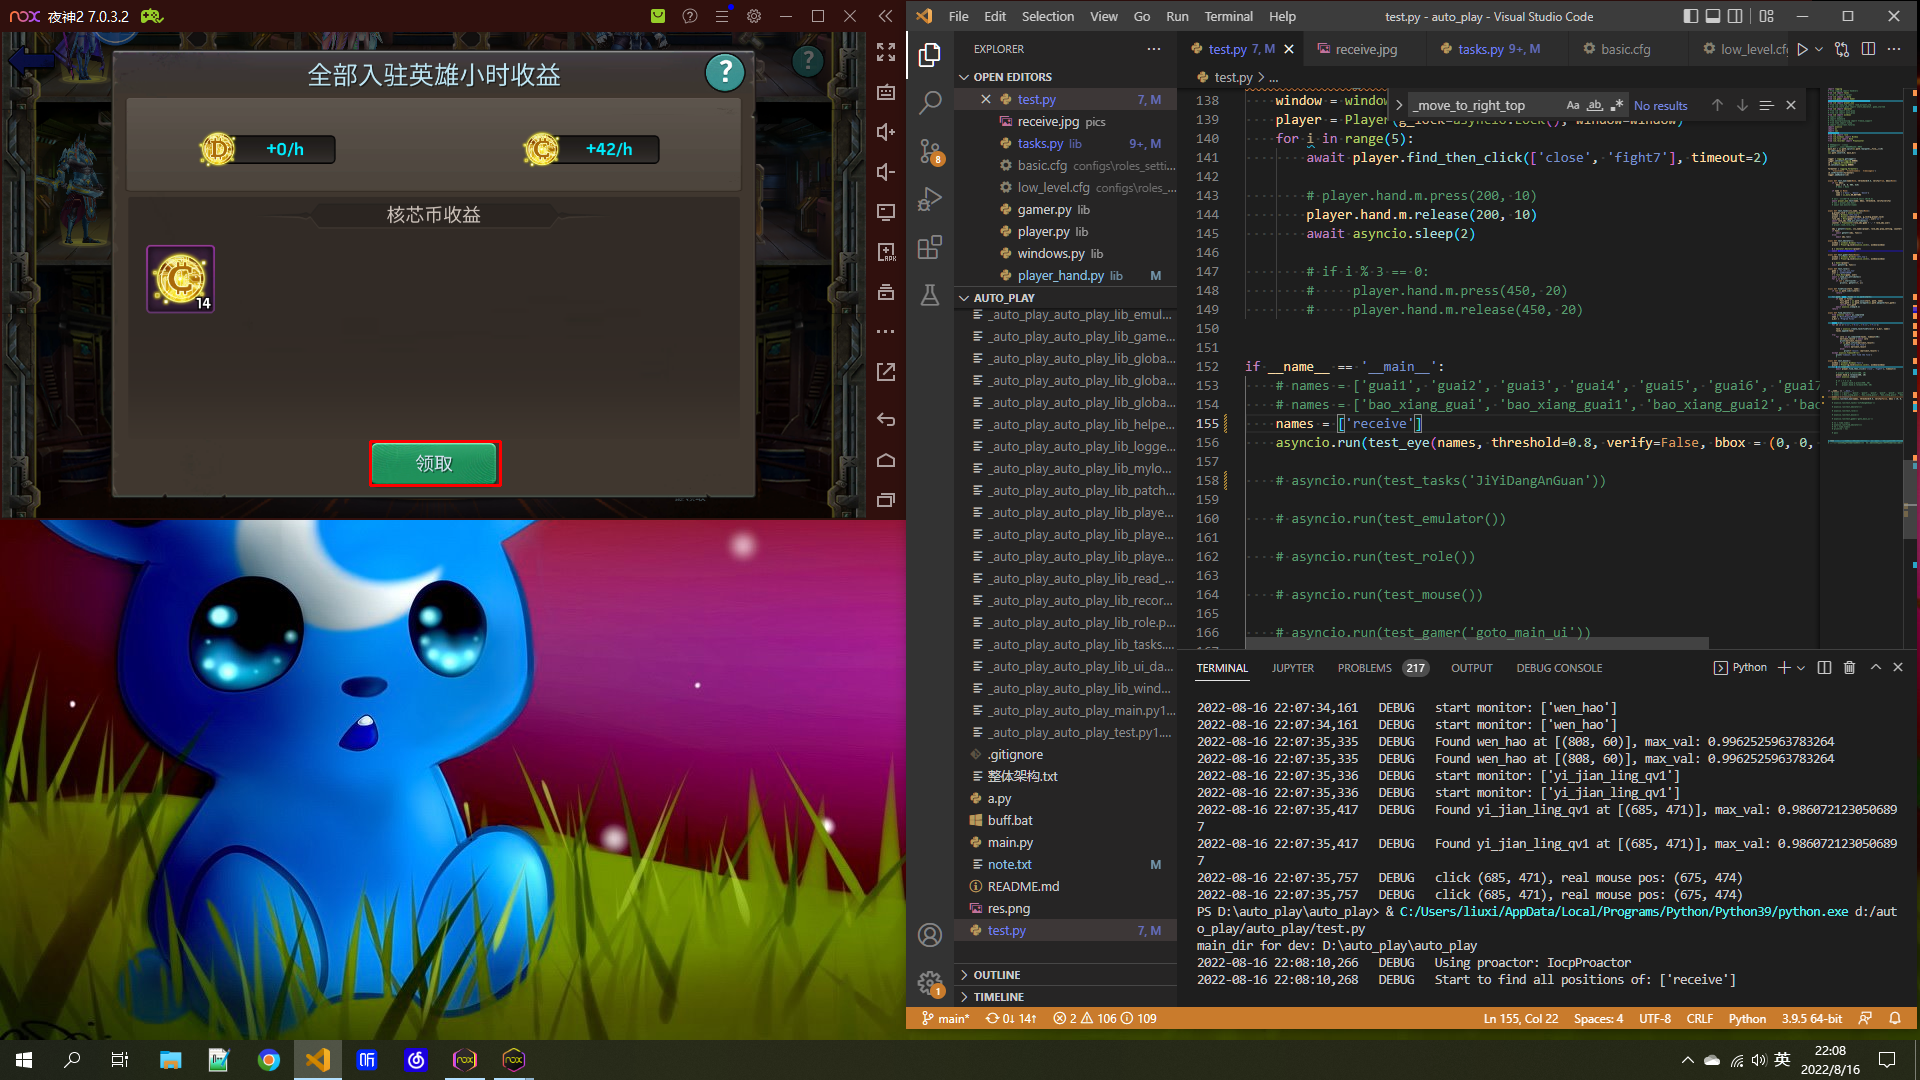 nox 夜神2 7.0.3.2
全部入驻英雄小时收益
?
?
D
+0/h
C
+42/h
核芯币收益
C
14
领取
File Edit Selection View Go Run Terminal Help
test.py - auto_play - Visual Studio Code
EXPLORER
OPEN EDITORS
test.py 7, M
receive.jpg pics
tasks.py lib 9+, M
basic.cfg configs\roles_setti...
low_level.cfg configs\roles_...
gamer.py lib
player.py lib
windows.py lib
player_hand.py lib M
AUTO_PLAY
_auto_play_auto_play_lib_emul...
_auto_play_auto_play_lib_game...
_auto_play_auto_play_lib_globa...
_auto_play_auto_play_lib_globa...
_auto_play_auto_play_lib_globa...
_auto_play_auto_play_lib_helpe...
_auto_play_auto_play_lib_logge...
_auto_play_auto_play_lib_mylo...
_auto_play_auto_play_lib_patch...
_auto_play_auto_play_lib_playe...
_auto_play_auto_play_lib_playe...
_auto_play_auto_play_lib_playe...
_auto_play_auto_play_lib_read_...
_auto_play_auto_play_lib_recor...
_auto_play_auto_play_lib_role.p...
_auto_play_auto_play_lib_tasks....
_auto_play_auto_play_lib_ui_da...
_auto_play_auto_play_lib_wind...
_auto_play_auto_play_main.py1...
_auto_play_auto_play_test.py1....
.gitignore
整体架构.txt
a.py
buff.bat
main.py
note.txt M
README.md
res.png
test.py 7, M
OUTLINE
TIMELINE
test.py 7, M
receive.jpg
tasks.py 9+, M
basic.cfg
low_level.cfg
test.py > ...
_move_to_right_top
Aa ab No results
138 window = window
139 player = Player(g_lock=asyncio.Lock(), window=window)
140 for i in range(5):
141 await player.find_then_click(['close', 'fight7'], timeout=2)
142
143 # player.hand.m.press(200, 10)
144 player.hand.m.release(200, 10)
145 await asyncio.sleep(2)
146
147 # if i % 3 == 0:
148 # player.hand.m.press(450, 20)
149 # player.hand.m.release(450, 20)
150
151
152 if __name__ == '__main__':
153 # names = ['guai1', 'guai2', 'guai3', 'guai4', 'guai5', 'guai6', 'guai7
154 # names = ['bao_xiang_guai', 'bao_xiang_guai1', 'bao_xiang_guai2', 'bao
155 names = ['receive']
156 asyncio.run(test_eye(names, threshold=0.8, verify=False, bbox = (0, 0,
157
158 # asyncio.run(test_tasks('JiYiDangAnGuan'))
159
160 # asyncio.run(test_emulator())
161
162 # asyncio.run(test_role())
163
164 # asyncio.run(test_mouse())
165
166 # asyncio.run(test_gamer('goto_main_ui'))
TERMINAL JUPYTER PROBLEMS 217 OUTPUT DEBUG CONSOLE
Python
2022-08-16 22:07:34,161 DEBUG start monitor: ['wen_hao']
2022-08-16 22:07:34,161 DEBUG start monitor: ['wen_hao']
2022-08-16 22:07:35,335 DEBUG Found wen_hao at [(808, 60)], max_val: 0.9962525963783264
2022-08-16 22:07:35,335 DEBUG Found wen_hao at [(808, 60)], max_val: 0.9962525963783264
2022-08-16 22:07:35,336 DEBUG start monitor: ['yi_jian_ling_qv1']
2022-08-16 22:07:35,336 DEBUG start monitor: ['yi_jian_ling_qv1']
2022-08-16 22:07:35,417 DEBUG Found yi_jian_ling_qv1 at [(685, 471)], max_val: 0.986072123050689
7
2022-08-16 22:07:35,417 DEBUG Found yi_jian_ling_qv1 at [(685, 471)], max_val: 0.986072123050689
7
2022-08-16 22:07:35,757 DEBUG click (685, 471), real mouse pos: (675, 474)
2022-08-16 22:07:35,757 DEBUG click (685, 471), real mouse pos: (675, 474)
PS D:\auto_play\auto_play> & C:/Users/liuxi/AppData/Local/Programs/Python/Python39/python.exe d:/aut
o_play/auto_play/test.py
main_dir for dev: D:\auto_play\auto_play
2022-08-16 22:08:10,266 DEBUG Using proactor: IocpProactor
2022-08-16 22:08:10,268 DEBUG Start to find all positions of: ['receive']
8
1
main* 0↓ 14↑ 2 106 109
Ln 155, Col 22 Spaces: 4 UTF-8 CRLF Python 3.9.5 64-bit
英
22:08
2022/8/16